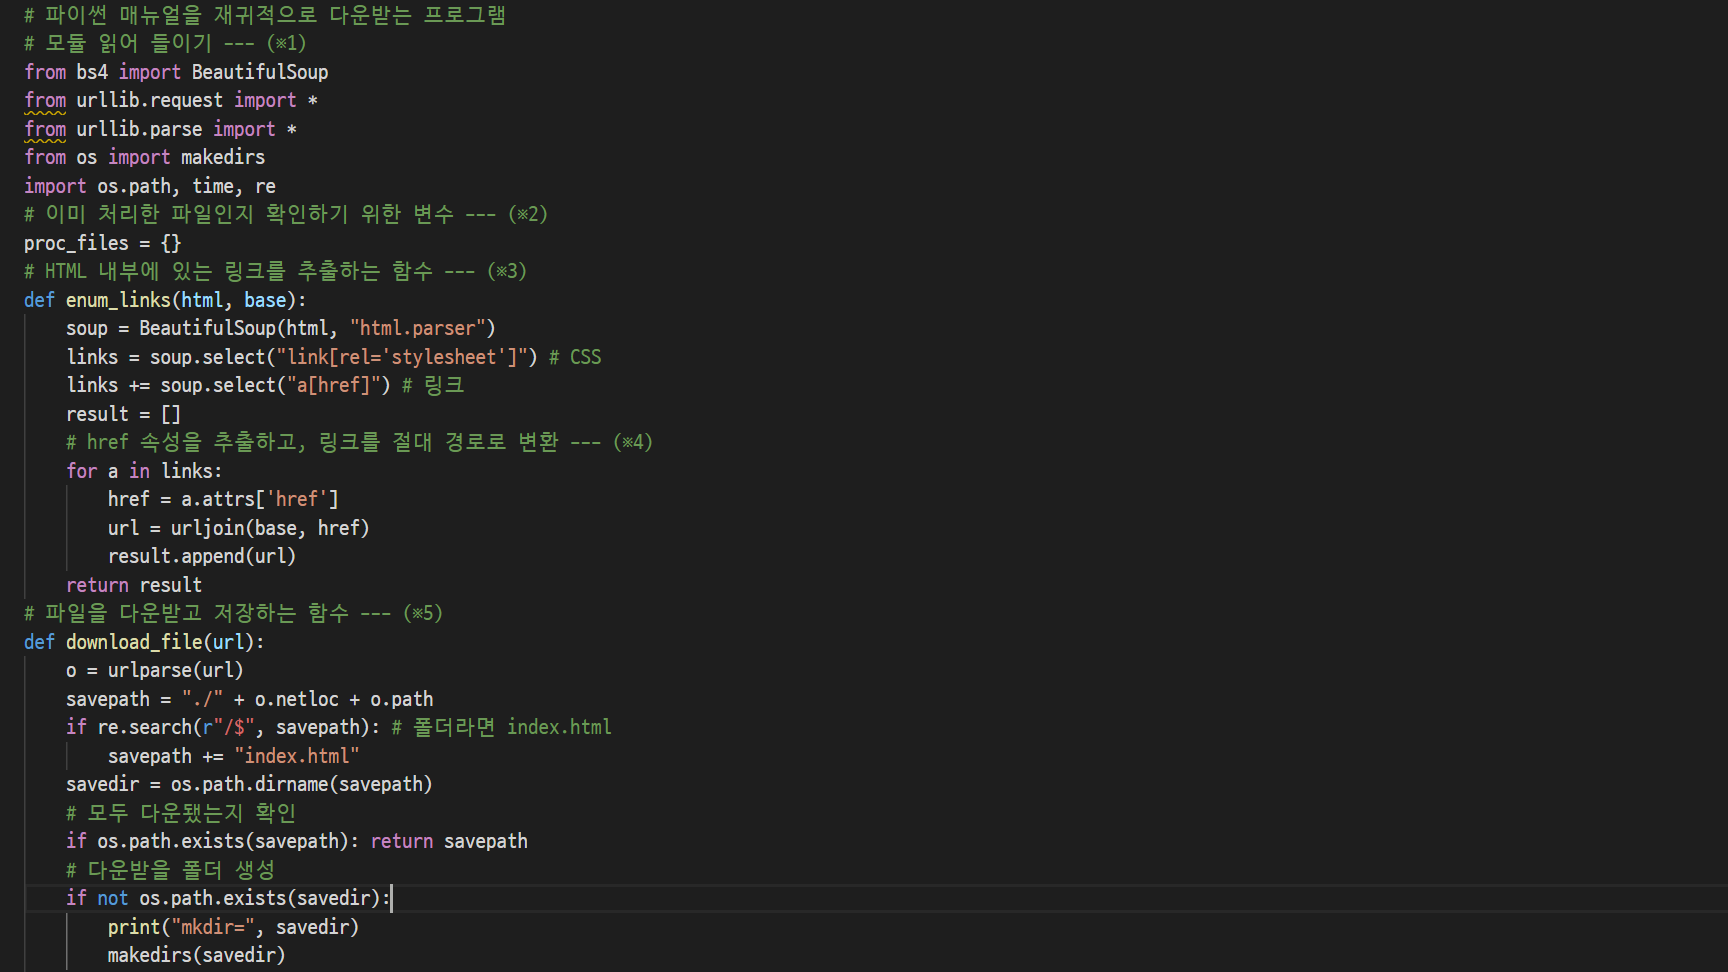 # 파이썬 매뉴얼을 재귀적으로 다운받는 프로그램
# 모듈 읽어 들이기 --- (※1)
from bs4 import BeautifulSoup
from urllib.request import *
from urllib.parse import *
from os import makedirs
import os.path, time, re
# 이미 처리한 파일인지 확인하기 위한 변수 --- (※2)
proc_files = {}
# HTML 내부에 있는 링크를 추출하는 함수 --- (※3)
def enum_links(html, base):
    soup = BeautifulSoup(html, "html.parser")
    links = soup.select("link[rel='stylesheet']") # CSS
    links += soup.select("a[href]") # 링크
    result = []
    # href 속성을 추출하고, 링크를 절대 경로로 변환 --- (※4)
    for a in links:
        href = a.attrs['href']
        url = urljoin(base, href)
        result.append(url)
    return result
# 파일을 다운받고 저장하는 함수 --- (※5)
def download_file(url):
    o = urlparse(url)
    savepath = "./" + o.netloc + o.path
    if re.search(r"/$", savepath): # 폴더라면 index.html
        savepath += "index.html"
    savedir = os.path.dirname(savepath)
    # 모두 다운됐는지 확인
    if os.path.exists(savepath): return savepath
    # 다운받을 폴더 생성
    if not os.path.exists(savedir):
        print("mkdir=", savedir)
        makedirs(savedir)